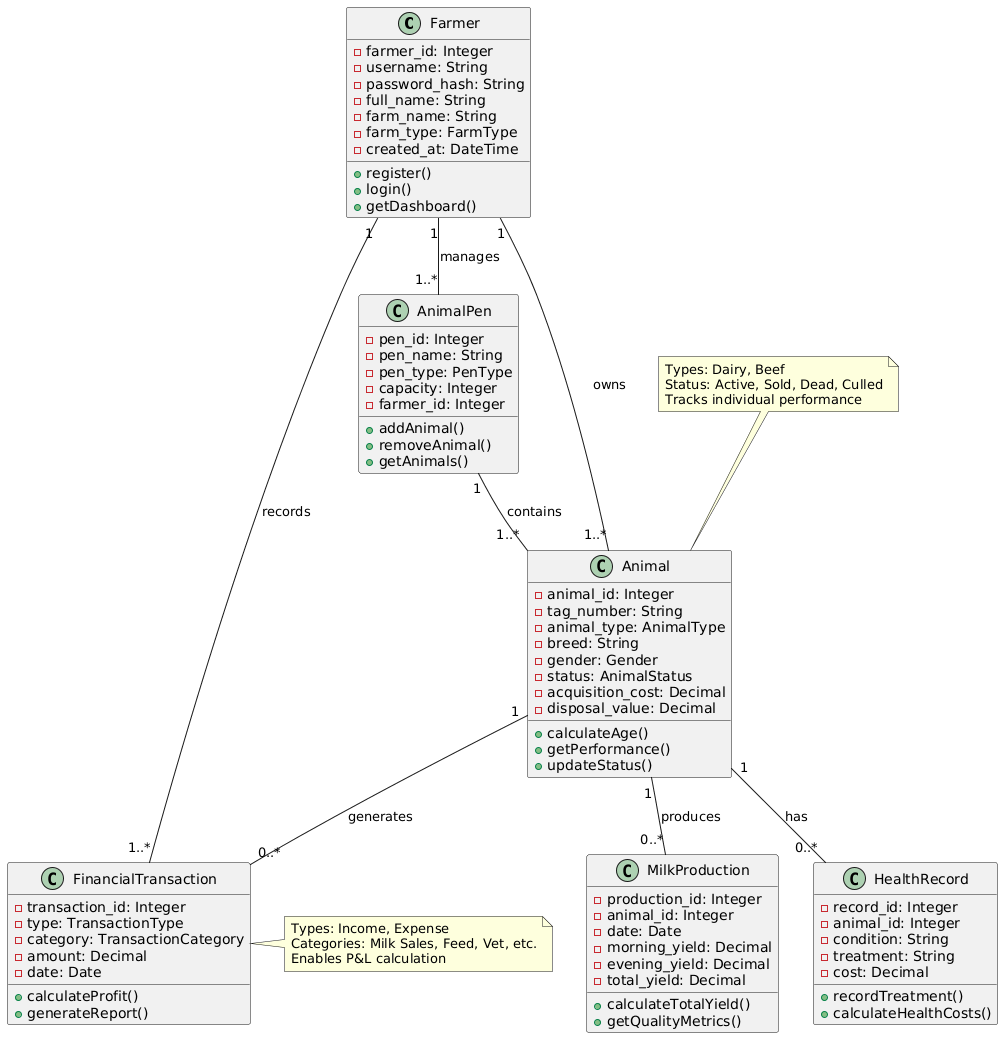 C Farmer
farmer_id: Integer
username: String
password_hash: String
full_name: String
farm_name: String
farm_type: FarmType
created_at: DateTime
register()
login()
getDashboard()
1
1
1
manages
1..*
C AnimalPen
pen_id: Integer
pen_name: String
pen_type: PenType
capacity: Integer
farmer_id: Integer
addAnimal()
removeAnimal()
getAnimals()
owns
Types: Dairy, Beef
Status: Active, Sold, Dead, Culled
Tracks individual performance
1
records
contains
1..*
1..*
C Animal
animal_id: Integer
tag_number: String
animal_type: AnimalType
breed: String
gender: Gender
status: AnimalStatus
acquisition_cost: Decimal
disposal_value: Decimal
calculateAge()
getPerformance()
updateStatus()
1
1
1
generates
produces
has
1..*
0..*
0..*
0..*
C FinancialTransaction
transaction_id: Integer
type: TransactionType
category: TransactionCategory
amount: Decimal
date: Date
calculateProfit()
generateReport()
Types: Income, Expense
Categories: Milk Sales, Feed, Vet, etc.
Enables P&L calculation
C MilkProduction
production_id: Integer
animal_id: Integer
date: Date
morning_yield: Decimal
evening_yield: Decimal
total_yield: Decimal
calculateTotalYield()
getQualityMetrics()
C HealthRecord
record_id: Integer
animal_id: Integer
condition: String
treatment: String
cost: Decimal
recordTreatment()
calculateHealthCosts()